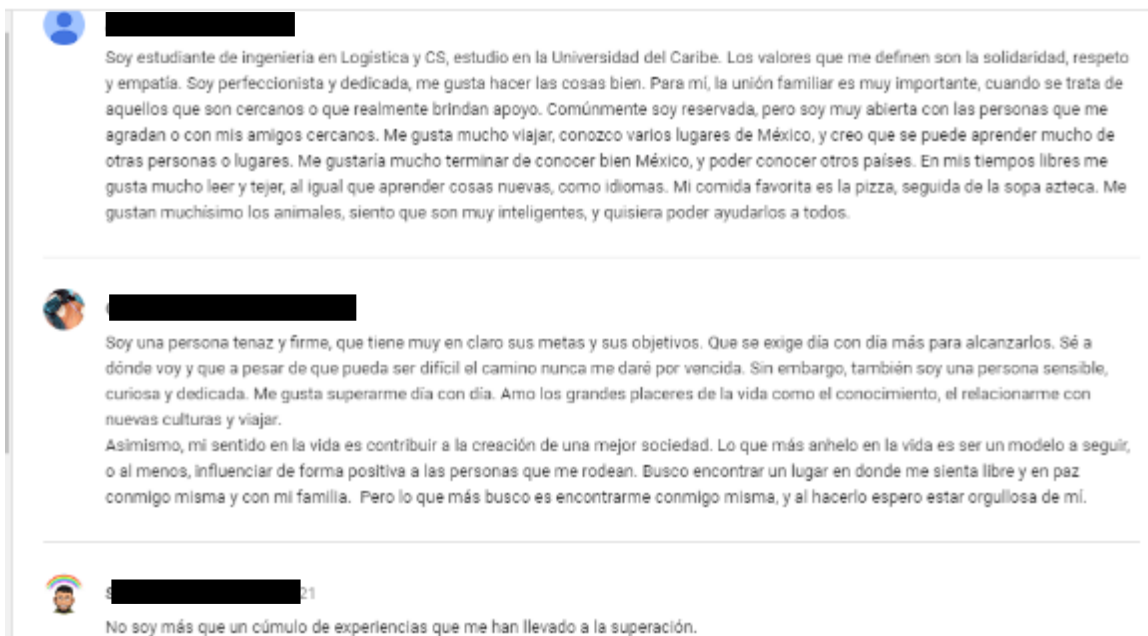 Soy estudiante de ingeniería en Logística y CS, estudio en la Universidad del Caribe. Los valores que me definen son la solidaridad, respeto
y empatía. Soy perfeccionista y dedicada, me gusta hacer las cosas bien. Para mí, la unión familiar es muy importante, cuando se trata de
aquellos que son cercanos o que realmente brindan apoyo. Comúnmente soy reservada, pero soy muy abierta con las personas que me
agradan o con mis amigos cercanos. Me gusta mucho viajar, conozco varios lugares de México, y creo que se puede aprender mucho de
otras personas o lugares. Me gustaría mucho terminar de conocer bien México, y poder conocer otros países. En mis tiempos libres me
gusta mucho leer y tejer, al igual que aprender cosas nuevas, como idiomas. Mi comida favorita es la pizza, seguida de la sopa azteca. Me
gustan muchísimo los animales, siento que son muy inteligentes, y quisiera poder ayudarlos a todos.
Soy una persona tenaz y firme, que tiene muy en claro sus metas y sus objetivos. Que se exige día con día más para alcanzarlos. Sé a
dónde voy y que a pesar de que pueda ser difícil el camino nunca me daré por vencida. Sin embargo, también soy una persona sensible,
curiosa y dedicada. Me gusta superarme día con día. Amo los grandes placeres de la vida como el conocimiento, el relacionarme con
nuevas culturas y viajar.
Asimismo, mi sentido en la vida es contribuir a la creación de una mejor sociedad. Lo que más anhelo en la vida es ser un modelo a seguir,
o al menos, influenciar de forma positiva a las personas que me rodean. Busco encontrar un lugar en donde me sienta libre y en paz
conmigo misma y con mi familia. Pero lo que más busco es encontrarme conmigo misma, y al hacerlo espero estar orgullosa de mí.
21
No soy más que un cúmulo de experiencias que me han llevado a la superación.